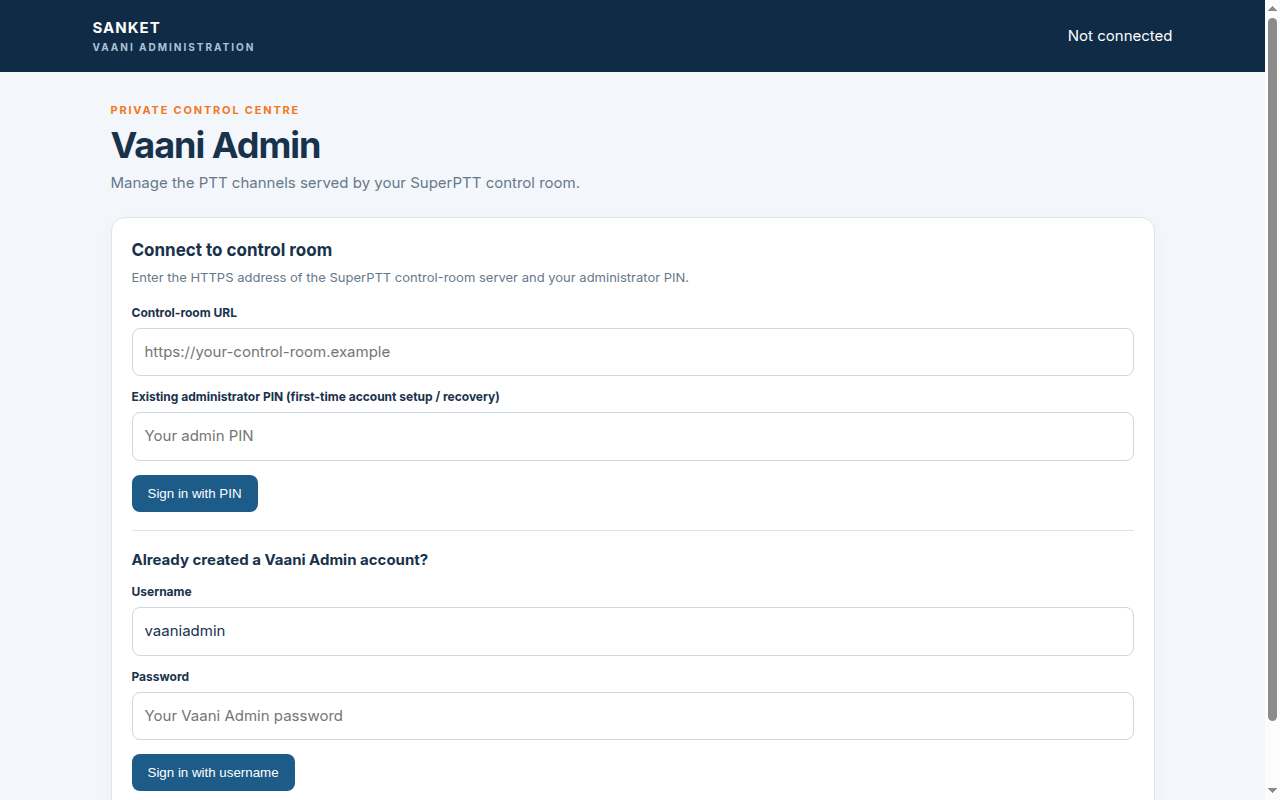 SANKET
VAANI ADMINISTRATION
Not connected
PRIVATE CONTROL CENTRE
Vaani Admin
Manage the PTT channels served by your SuperPTT control room.
Connect to control room
Enter the HTTPS address of the SuperPTT control-room server and your administrator PIN.
Control-room URL
https://your-control-room.example
Existing administrator PIN (first-time account setup / recovery)
Your admin PIN
Sign in with PIN
Already created a Vaani Admin account?
Username
vaaniadmin
Password
Your Vaani Admin password
Sign in with username